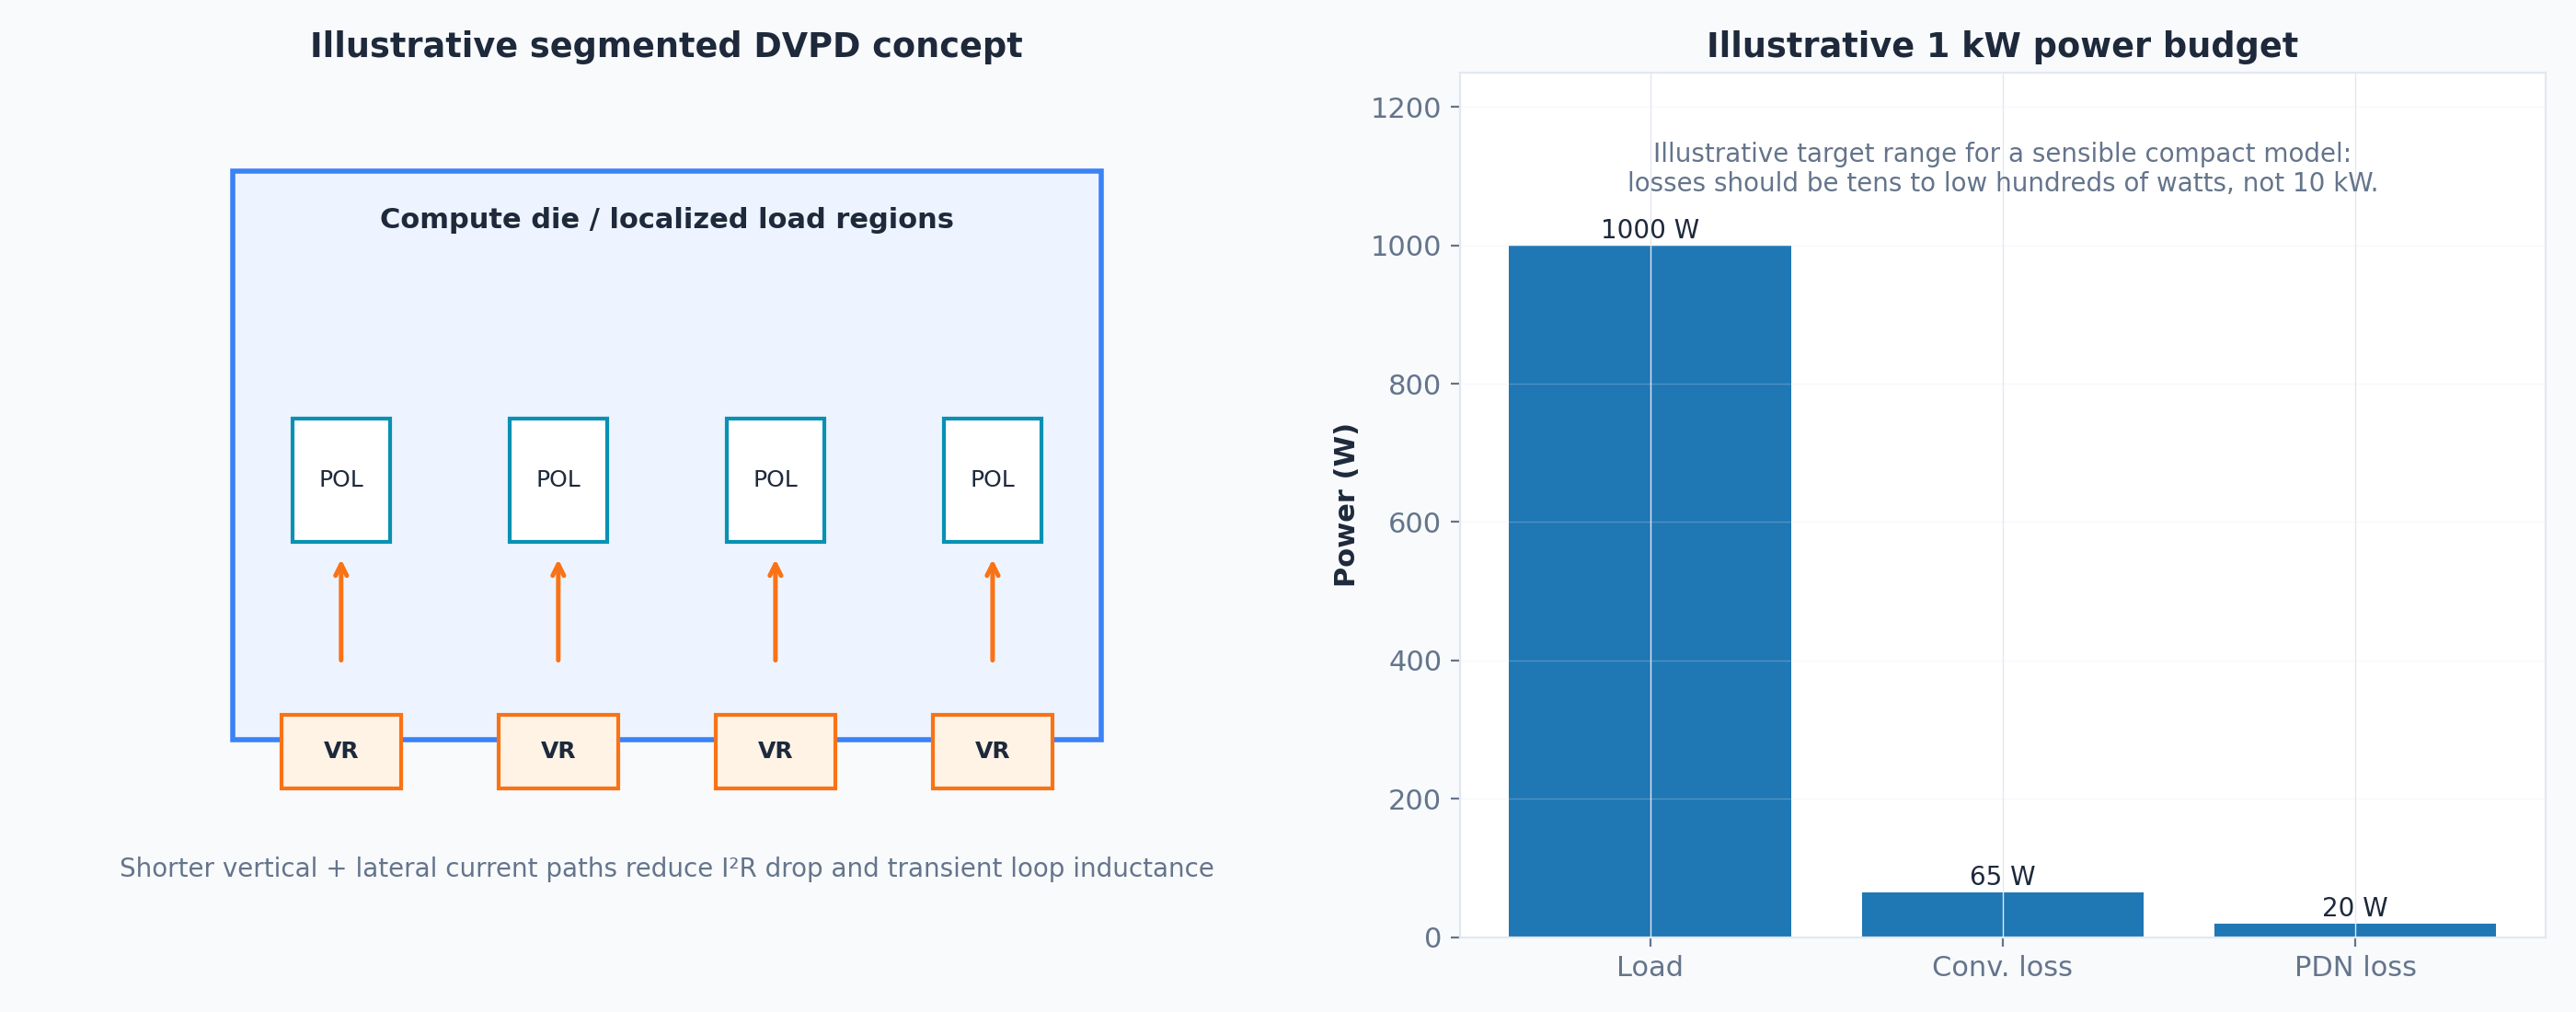 Illustrative segmented DVPD concept
Compute die / localized load regions
POL
POL
POL
POL
VR
VR
VR
VR
Shorter vertical + lateral current paths reduce I²R drop and transient loop inductance
Illustrative 1 kW power budget
Illustrative target range for a sensible compact model:
losses should be tens to low hundreds of watts, not 10 kW.
Power (W)
1200
1000
800
600
400
200
0
1000 W
65 W
20 W
Load
Conv. loss
PDN loss